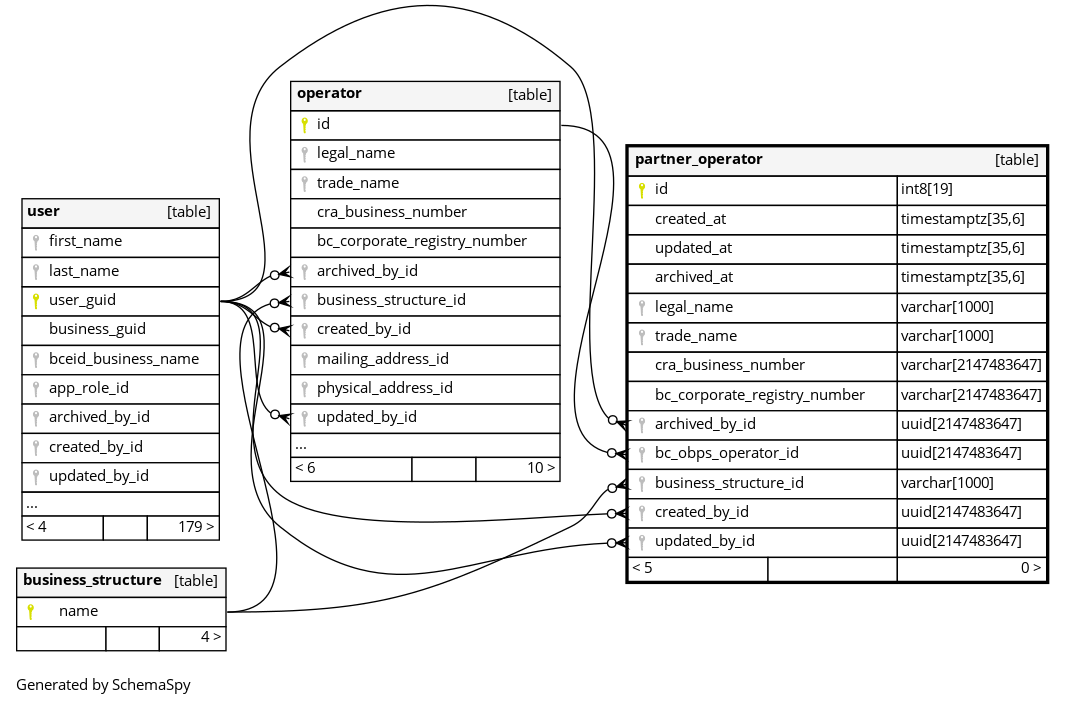 user [table]
first_name
last_name
user_guid
business_guid
bceid_business_name
app_role_id
archived_by_id
created_by_id
updated_by_id
...
< 4 179 >
business_structure [table]
name
4 >
operator [table]
id
legal_name
trade_name
cra_business_number
bc_corporate_registry_number
archived_by_id
business_structure_id
created_by_id
mailing_address_id
physical_address_id
updated_by_id
...
< 6 10 >
partner_operator [table]
id int8[19]
created_at timestamptz[35,6]
updated_at timestamptz[35,6]
archived_at timestamptz[35,6]
legal_name varchar[1000]
trade_name varchar[1000]
cra_business_number varchar[2147483647]
bc_corporate_registry_number varchar[2147483647]
archived_by_id uuid[2147483647]
bc_obps_operator_id uuid[2147483647]
business_structure_id varchar[1000]
created_by_id uuid[2147483647]
updated_by_id uuid[2147483647]
< 5 0 >
Generated by SchemaSpy